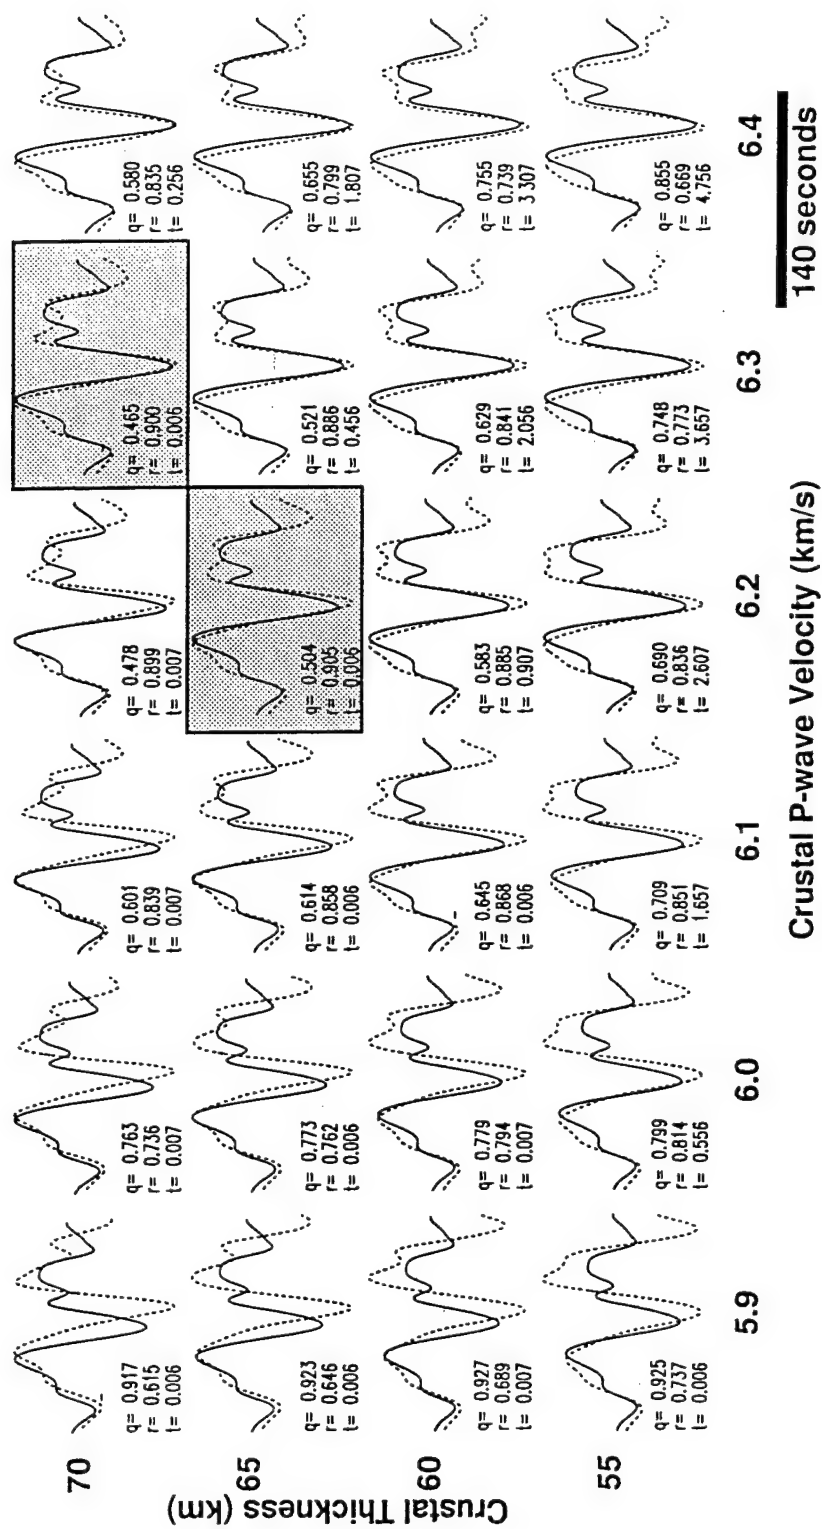 Crustal Thickness (km)
70
q= 0.917
r= 0.615
t= 0.006
q= 0.763
r= 0.736
t= 0.007
q= 0.601
r= 0.839
t= 0.007
q= 0.478
r= 0.899
t= 0.007
q= 0.465
r= 0.900
t= 0.006
q= 0.580
r= 0.835
t= 0.256
65
q= 0.923
r= 0.646
t= 0.006
q= 0.773
r= 0.762
t= 0.006
q= 0.614
r= 0.858
t= 0.006
q= 0.504
r= 0.905
t= 0.006
q= 0.521
r= 0.886
t= 0.456
q= 0.655
r= 0.799
t= 1.807
60
q= 0.927
r= 0.689
t= 0.007
q= 0.779
r= 0.794
t= 0.007
q= 0.645
r= 0.868
t= 0.006
q= 0.583
r= 0.885
t= 0.907
q= 0.629
r= 0.841
t= 2.056
q= 0.755
r= 0.739
t= 3 307
55
q= 0.925
r= 0.737
t= 0.006
q= 0.799
r= 0.814
t= 0.556
q= 0.709
r= 0.851
t= 1.657
q= 0.690
r= 0.836
t= 2.607
q= 0.748
r= 0.773
t= 3.657
q= 0.855
r= 0.669
t= 4.756
5.9 6.0 6.1 6.2 6.3 6.4
Crustal P-wave Velocity (km/s)
140 seconds